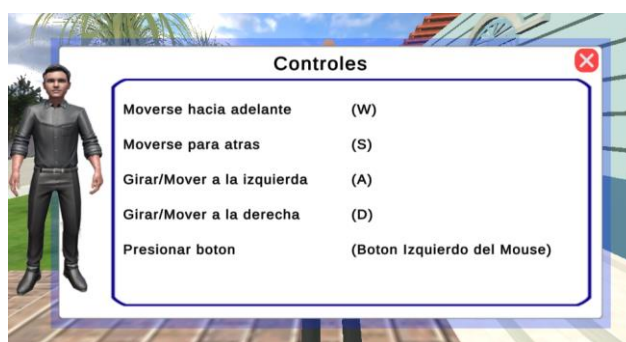 Controles
Moverse hacia adelante (W)
Moverse para atras (S)
Girar/Mover a la izquierda (A)
Girar/Mover a la derecha (D)
Presionar boton (Boton Izquierdo del Mouse)